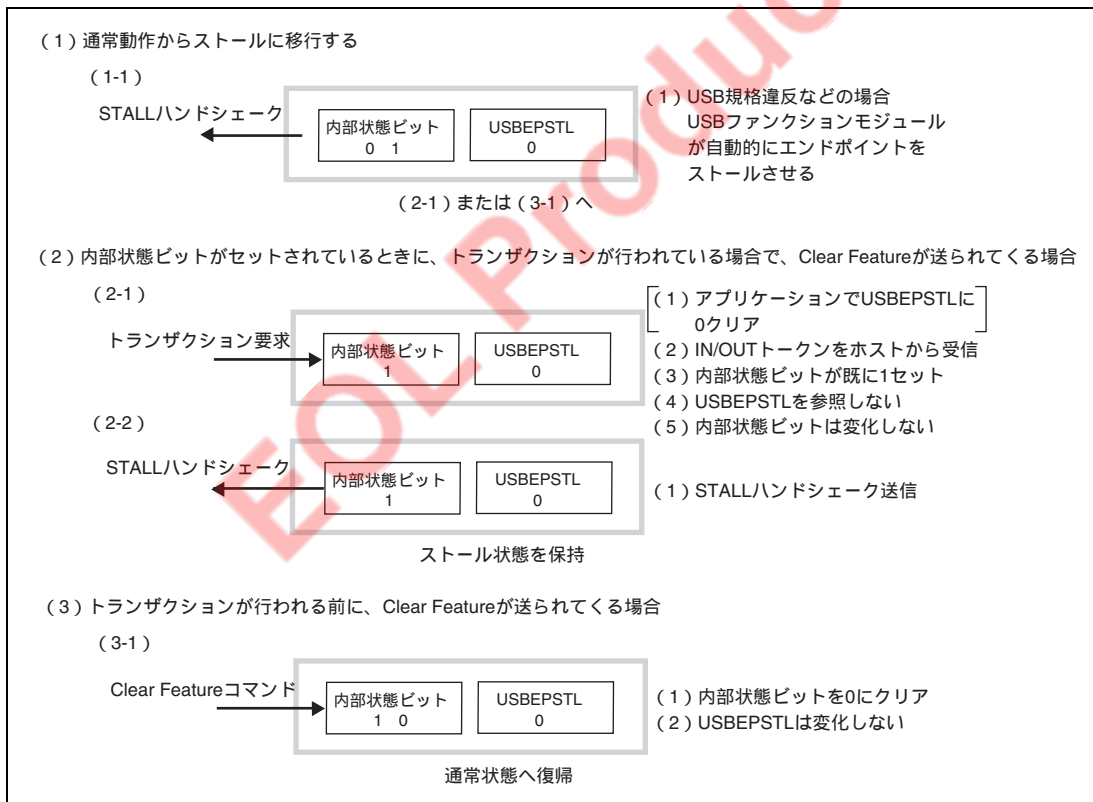 （1）通常動作からストールに移行する
（1-1）
STALLハンドシェーク
内部状態ビット
0 1
USBEPSTL
0
（1）USB規格違反などの場合
USBファンクションモジュール
が自動的にエンドポイントを
ストールさせる
（2-1）または（3-1）へ
（2）内部状態ビットがセットされているときに、トランザクションが行われている場合で、Clear Featureが送られてくる場合
（2-1）
トランザクション要求
内部状態ビット
1
USBEPSTL
0
（1）アプリケーションでUSBEPSTLに
0クリア
（2）IN/OUTトークンをホストから受信
（3）内部状態ビットが既に1セット
（4）USBEPSTLを参照しない
（5）内部状態ビットは変化しない
（2-2）
STALLハンドシェーク
内部状態ビット
1
USBEPSTL
0
（1）STALLハンドシェーク送信
ストール状態を保持
（3）トランザクションが行われる前に、Clear Featureが送られてくる場合
（3-1）
Clear Featureコマンド
内部状態ビット
1 0
USBEPSTL
0
（1）内部状態ビットを0にクリア
（2）USBEPSTLは変化しない
通常状態へ復帰
EOL Produc